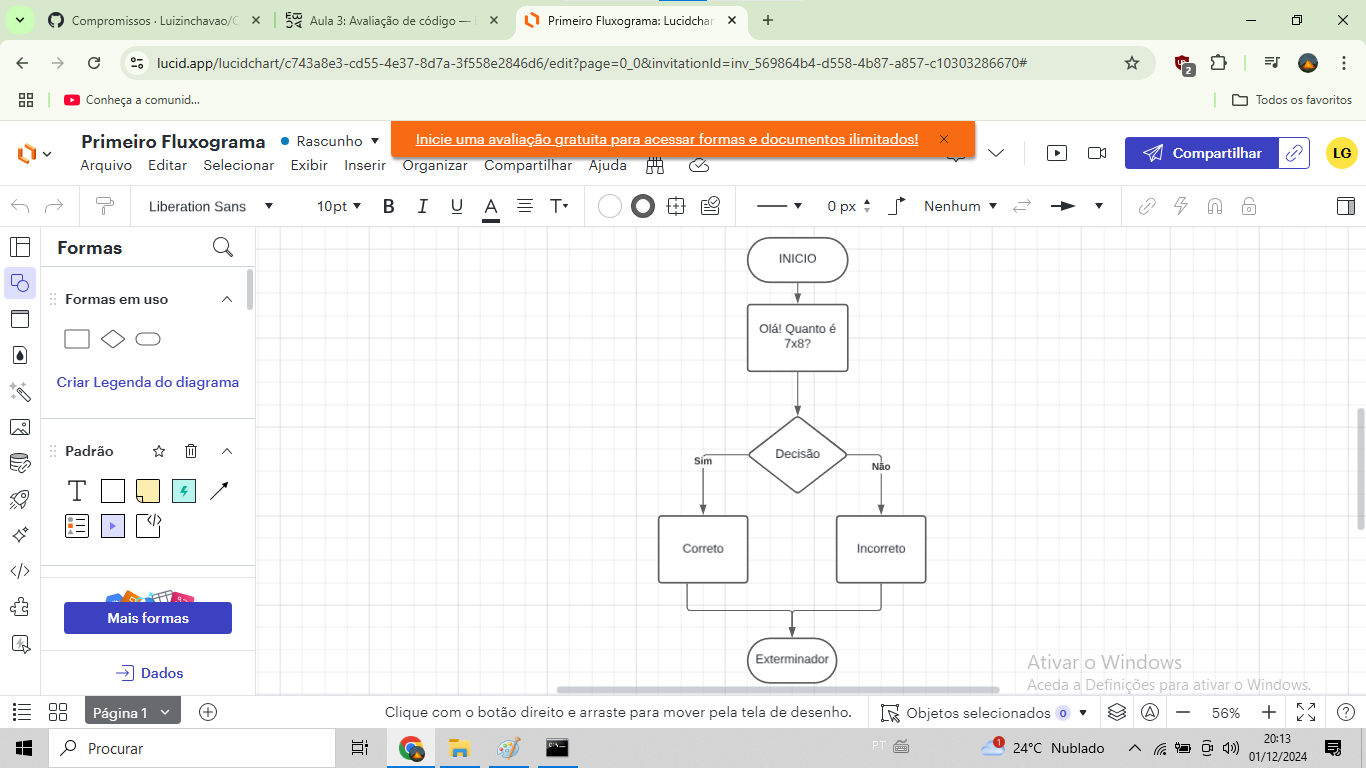 Compromissos · Luizinchavao/C
Aula 3: Avaliação de código —
Primeiro Fluxograma: Lucidchar
lucid.app/lucidchart/c743a8e3-cd55-4e37-8d7a-3f558e2846d6/edit?page=0_0&invitationId=inv_569864b4-d558-4b87-a857-c10303286670#
2
Conheça a comunid...
Todos os favoritos
Primeiro Fluxograma
Rascunho
Inicie uma avaliação gratuita para acessar formas e documentos ilimitados!
Compartilhar
LG
Arquivo Editar Selecionar Exibir Inserir Organizar Compartilhar Ajuda
Liberation Sans 10pt B I U A T 0 px Nenhum
Formas
Formas em uso
Criar Legenda do diagrama
Padrão
T
Mais formas
Dados
INICIO
Olá! Quanto é
7x8?
Decisão
Sim
Não
Correto
Incorreto
Exterminador
Ativar o Windows
Aceda a Definições para ativar o Windows.
Página 1
Clique com o botão direito e arraste para mover pela tela de desenho.
Objetos selecionados 0
56%
Procurar
PT
1
24°C Nublado
20:13
01/12/2024